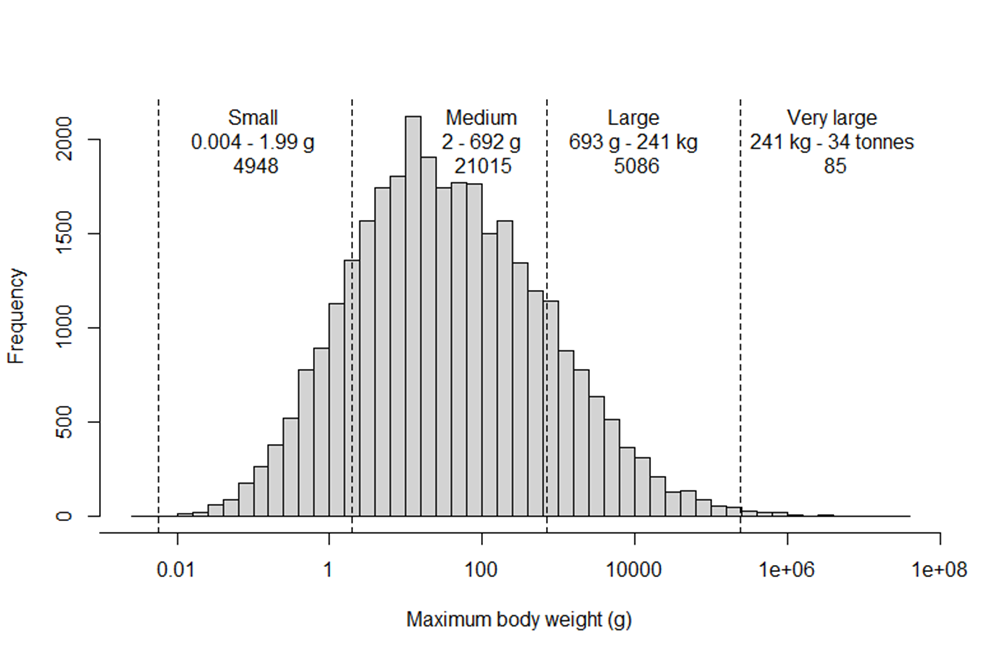 Small
0.004 - 1.99 g
4948
Medium
2 - 692 g
21015
Large
693 g - 241 kg
5086
Very large
241 kg - 34 tonnes
85
Frequency
2000
1500
1000
500
0
0.01
1
100
10000
1e+06
1e+08
Maximum body weight (g)